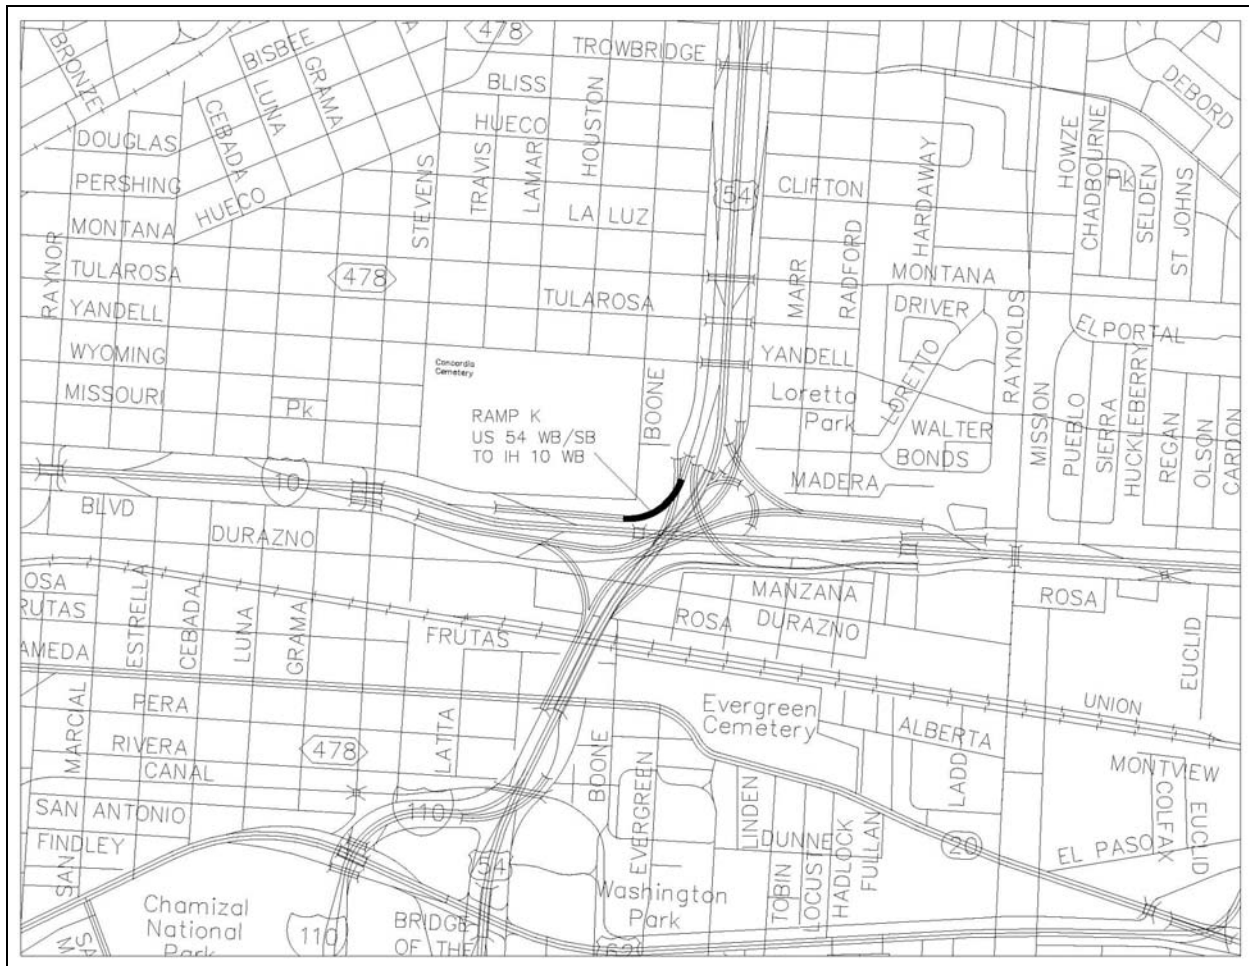 478
TROWBRIDGE
BISBEE
BRONZE
GRAMA
LUNA
CEBADA
BLISS
HOUSTON
DEBORD
DOUGLAS
HUECO
TRAVIS
LAMAR
HARDAWAY
HOWZE
CHADBOURNE
PERSHING
HUECO
STEVENS
54
CLIFTON
Pk
SELDEN
ST JOHNS
MONTANA
LA LUZ
RAYNOR
TULAROSA
478
TULAROSA
MARR
RADFORD
MONTANA
YANDELL
DRIVER
RAYNOLDS
EL PORTAL
WYOMING
Concordia
Cemetery
YANDELL
LORETTO
MISSOURI
Pk
BOONE
Loretto
Park
MISSION
PUEBLO
SIERRA
HUCKLEBERRY
REGAN
OLSON
CARDON
RAMP K
US 54 WB/SB
TO IH 10 WB
WALTER
BONDS
10
MADERA
BLVD
DURAZNO
OSA
MANZANA
ROSA
RUTAS
ESTRELLA
CEBADA
LUNA
GRAMA
FRUTAS
ROSA
DURAZNO
EUCLID
AMEDA
MARCIAL
SAN
PERA
LATTA
Evergreen
Cemetery
UNION
RIVERA
478
ALBERTA
CANAL
BOONE
EVERGREEN
LADD
MONTVIEW
SAN ANTONIO
110
LINDEN
COLFAX
EUCLID
FINDLEY
DUNNE
HADLOCK
FULLAN
20
EL PASO
54
TOBIN
LOCUST
Washington
Park
Chamizal
National
Park
110
BRIDGE
OF THE
62